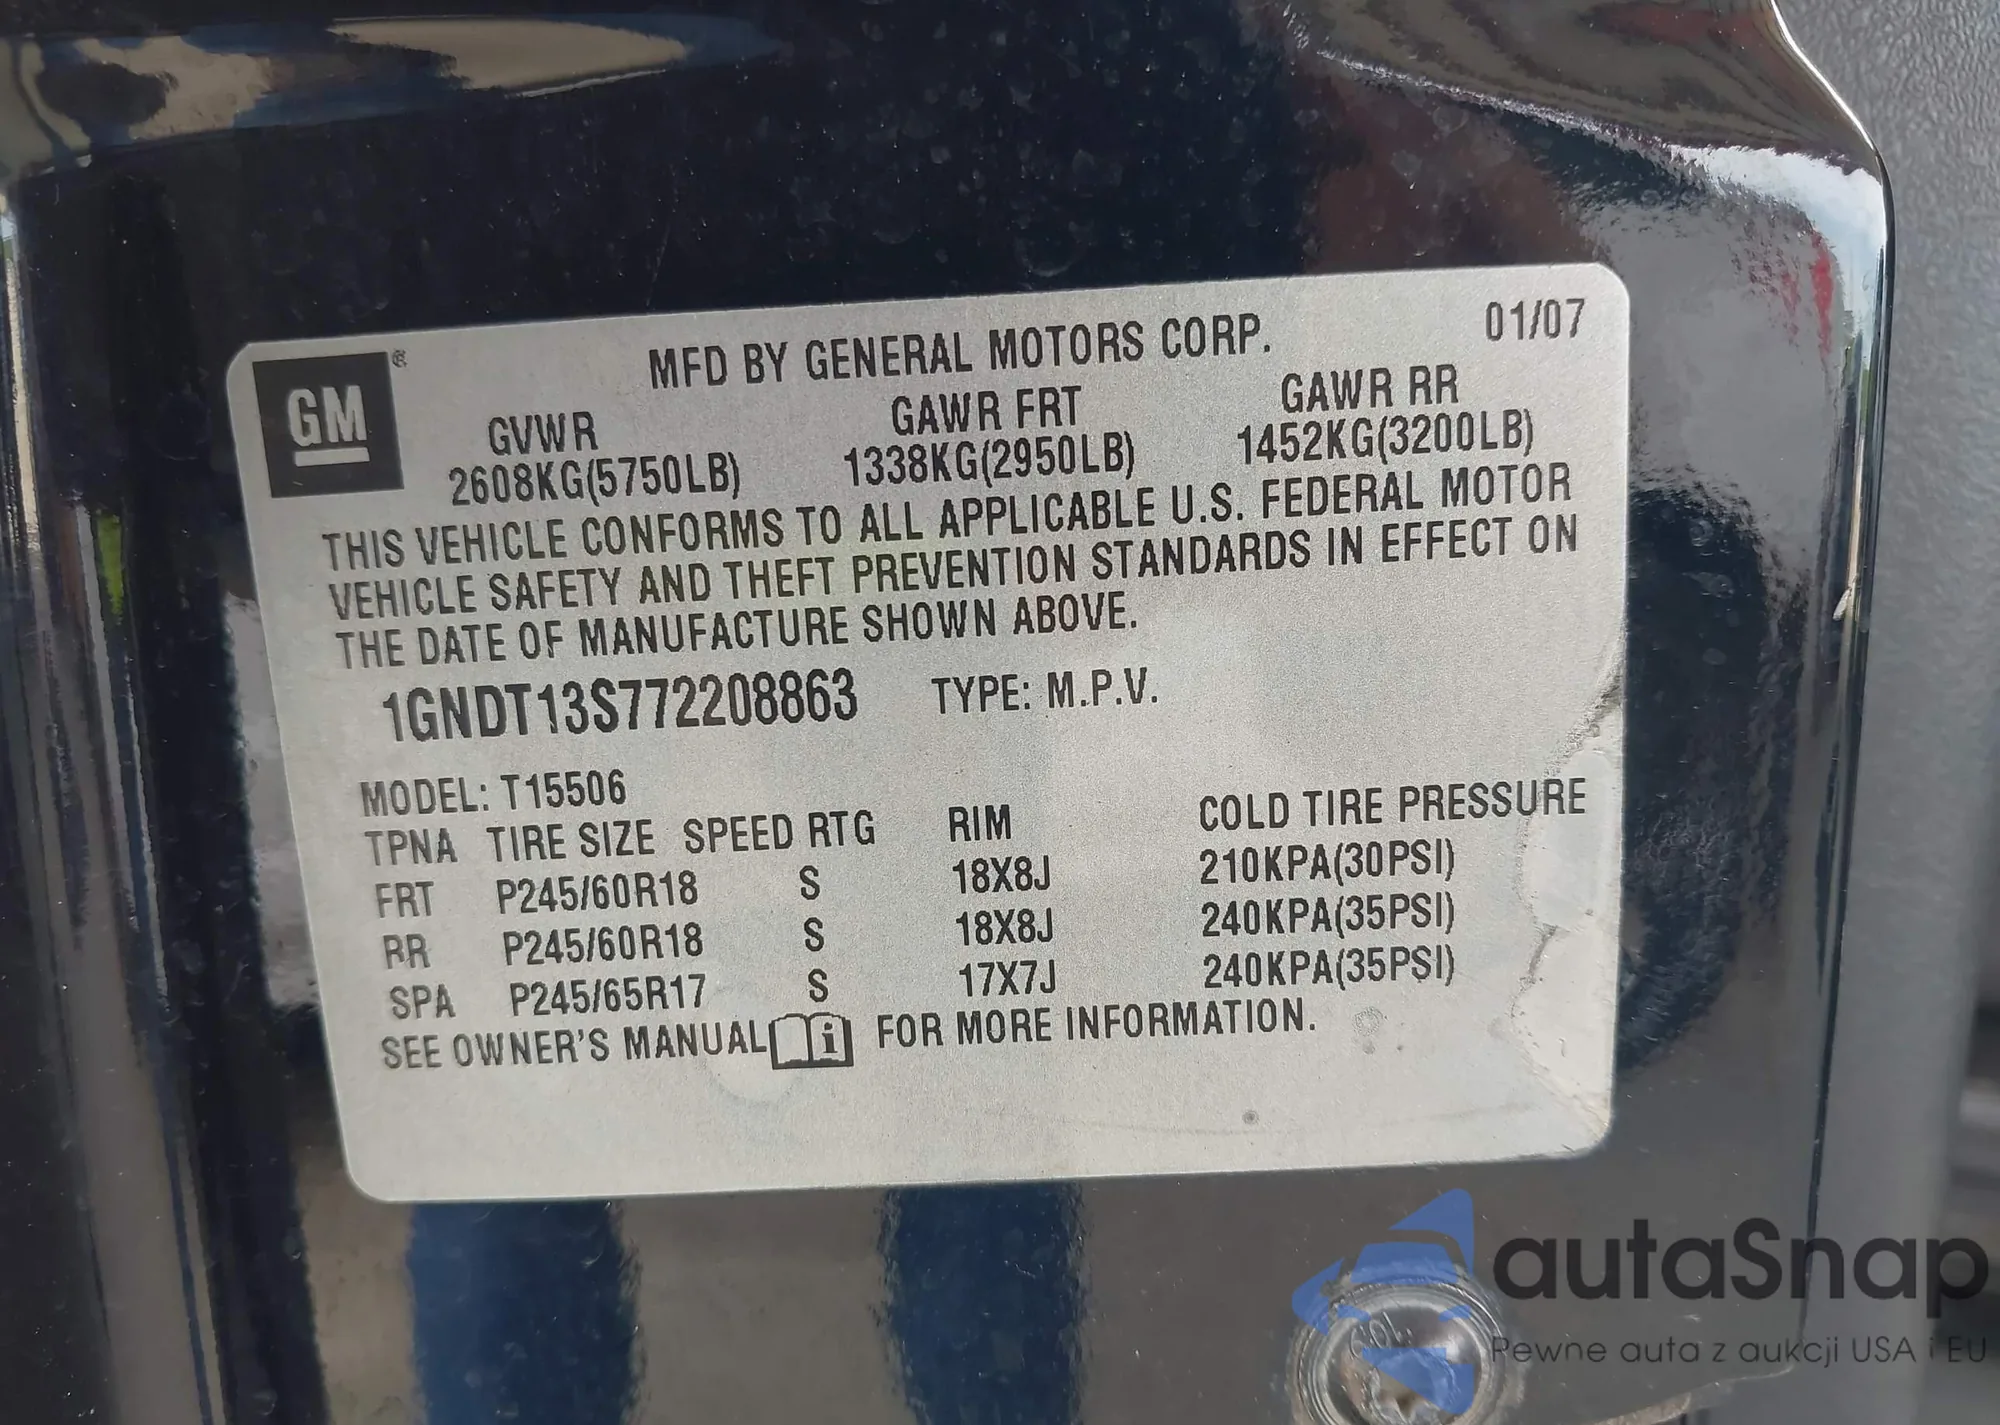 GM®
MFD BY GENERAL MOTORS CORP. 01/07
GVWR GAWR FRT GAWR RR
2608KG(5750LB) 1338KG(2950LB) 1452KG(3200LB)
THIS VEHICLE CONFORMS TO ALL APPLICABLE U.S. FEDERAL MOTOR
VEHICLE SAFETY AND THEFT PREVENTION STANDARDS IN EFFECT ON
THE DATE OF MANUFACTURE SHOWN ABOVE.
1GNDT13S772208863 TYPE: M.P.V.
MODEL: T15506
TPNA TIRE SIZE SPEED RTG RIM COLD TIRE PRESSURE
FRT P245/60R18 S 18X8J 210KPA(30PSI)
RR P245/60R18 S 18X8J 240KPA(35PSI)
SPA P245/65R17 S 17X7J 240KPA(35PSI)
SEE OWNER'S MANUAL i FOR MORE INFORMATION.
autaSnap
Pewne auta z aukcji USA i EU